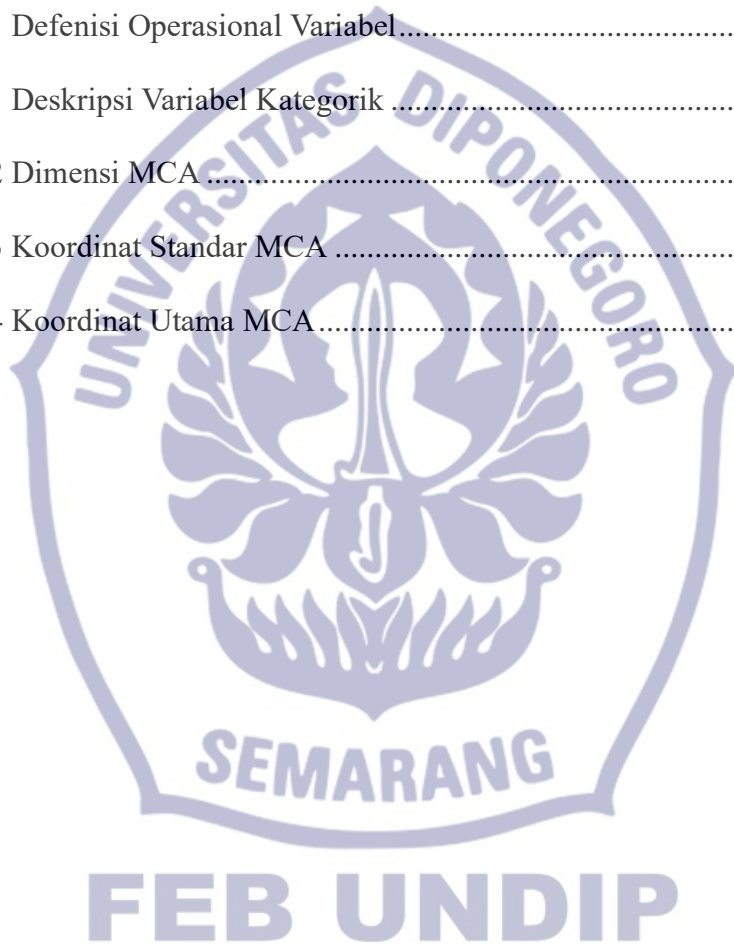 Defenisi Operasional Variabel
Deskripsi Variabel Kategorik
2 Dimensi MCA
Koordinat Standar MCA
Koordinat Utama MCA
UNIVERSITAS DIPONEGORO
SEMARANG
FEB UNDIP